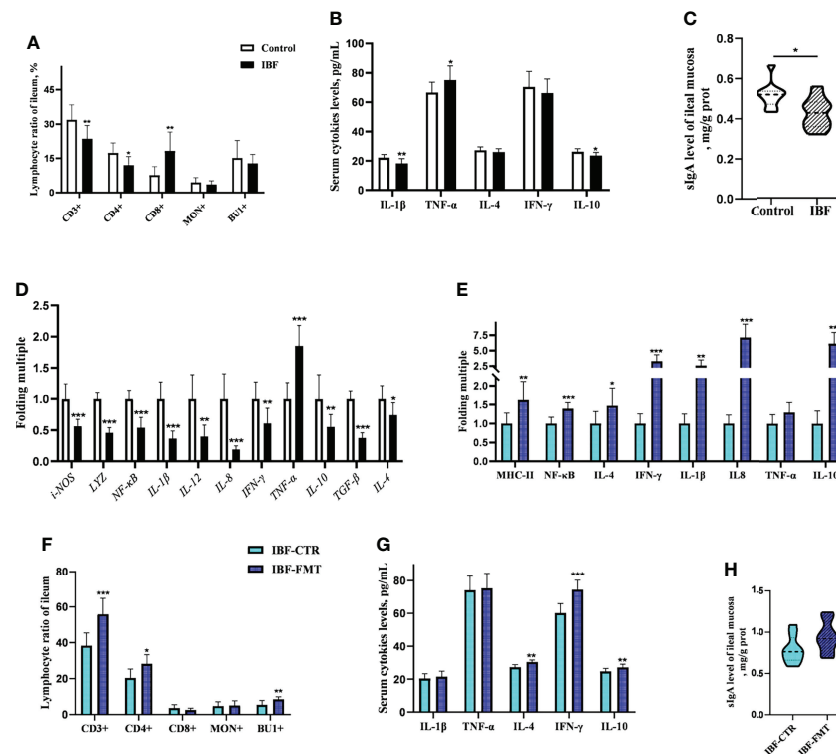 A
Control
IBF
Lymphocyte ratio of ileum, %
45
30
15
0
** * **
CD3+ CD4+ CD8+ MON+ BU1+
B
Serum cytokies levels, pg/mL
100
80
60
40
20
0
** * *
IL-1β TNF-α IL-4 IFN-γ IL-10
C
sIgA level of ileal mucosa
, mg/g prot
0.8
0.6
0.4
0.2
0.0
*
Control IBF
D
Folding multiple
2.5
2.0
1.5
1.0
0.5
0.0
*** *** *** *** ** *** ** *** ** *** *
i-NOS LYZ NF-κB IL-1β IL-12 IL-8 IFN-γ TNF-α IL-10 TGF-β IL-4
E
Folding multiple
7.5
5.0
2.5
2.0
1.5
1.0
0.5
0.0
** *** * *** ** *** **
MHC-II NF-κB IL-4 IFN-γ IL-1β IL8 TNF-α IL-10
F
IBF-CTR
IBF-FMT
Lymphocyte ratio of ileum
80
60
40
20
0
*** * **
CD3+ CD4+ CD8+ MON+ BU1+
G
Serum cytokies levels, pg/mL
80
60
40
20
0
** *** **
IL-1β TNF-α IL-4 IFN-γ IL-10
H
sIgA level of ileal mucosa
, mg/g prot
1.5
1.0
0.5
0.0
IBF-CTR IBF-FMT